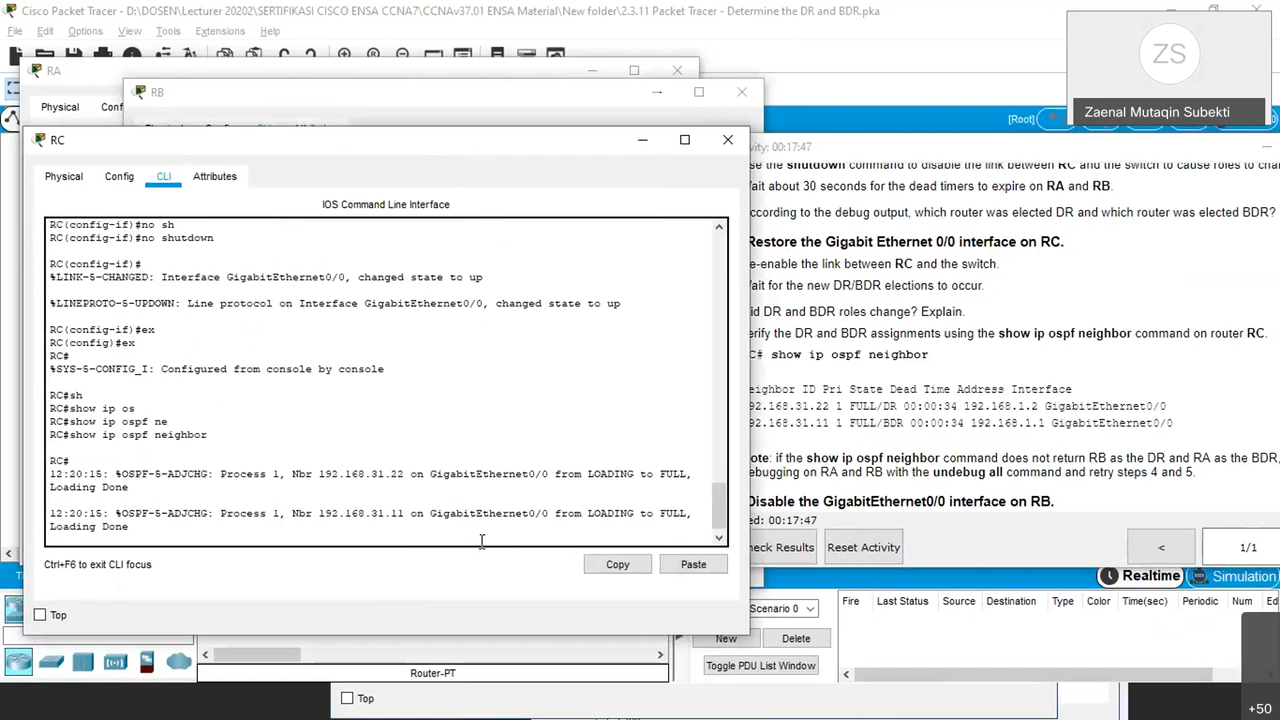 Cisco Packet Tracer - D:\DOSEN\Lecturer 20202\SERTIFIKASI CISCO ENSA CCNA7\CCNAv37.01 ENSA Material\New folder\2.3.11 Packet Tracer - Determine the DR and BDR.pka
File Edit Options View Tools Extensions Help
ZS
Zaenal Mutaqin Subekti
RA
Physical
RB
[Root]
RC
Physical Config CLI Attributes
IOS Command Line Interface
RC(config-if)#no sh
RC(config-if)#no shutdown
RC(config-if)#
%LINK-5-CHANGED: Interface GigabitEthernet0/0, changed state to up
%LINEPROTO-5-UPDOWN: Line protocol on Interface GigabitEthernet0/0, changed state to up
RC(config-if)#ex
RC(config)#ex
RC#
%SYS-5-CONFIG_I: Configured from console by console
RC#sh
RC#show ip os
RC#show ip ospf ne
RC#show ip ospf neighbor
RC#
12:20:15: %OSPF-5-ADJCHG: Process 1, Nbr 192.168.31.22 on GigabitEthernet0/0 from LOADING to FULL,
Loading Done
12:20:15: %OSPF-5-ADJCHG: Process 1, Nbr 192.168.31.11 on GigabitEthernet0/0 from LOADING to FULL,
Loading Done
Ctrl+F6 to exit CLI focus
Copy Paste
Top
ivity: 00:17:47
se the shutdown command to disable the link between RC and the switch to cause roles to cha
ait about 30 seconds for the dead timers to expire on RA and RB.
ccording to the debug output, which router was elected DR and which router was elected BDR?
Restore the Gigabit Ethernet 0/0 interface on RC.
e-enable the link between RC and the switch.
ait for the new DR/BDR elections to occur.
id DR and BDR roles change? Explain.
erify the DR and BDR assignments using the show ip ospf neighbor command on router RC.
C# show ip ospf neighbor
eighbor ID Pri State Dead Time Address Interface
92.168.31.22 1 FULL/DR 00:00:34 192.168.1.2 GigabitEthernet0/0
92.168.31.11 1 FULL/BDR 00:00:34 192.168.1.1 GigabitEthernet0/0
ote: if the show ip ospf neighbor command does not return RB as the DR and RA as the BDR,
ebugging on RA and RB with the undebug all command and retry steps 4 and 5.
Disable the GigabitEthernet0/0 interface on RB.
sed: 00:17:47
heck Results Reset Activity < 1/1
Realtime Simulation
Scenario 0
Fire Last Status Source Destination Type Color Time(sec) Periodic Num Ed
New Delete
Toggle PDU List Window
Router-PT
Top
+50